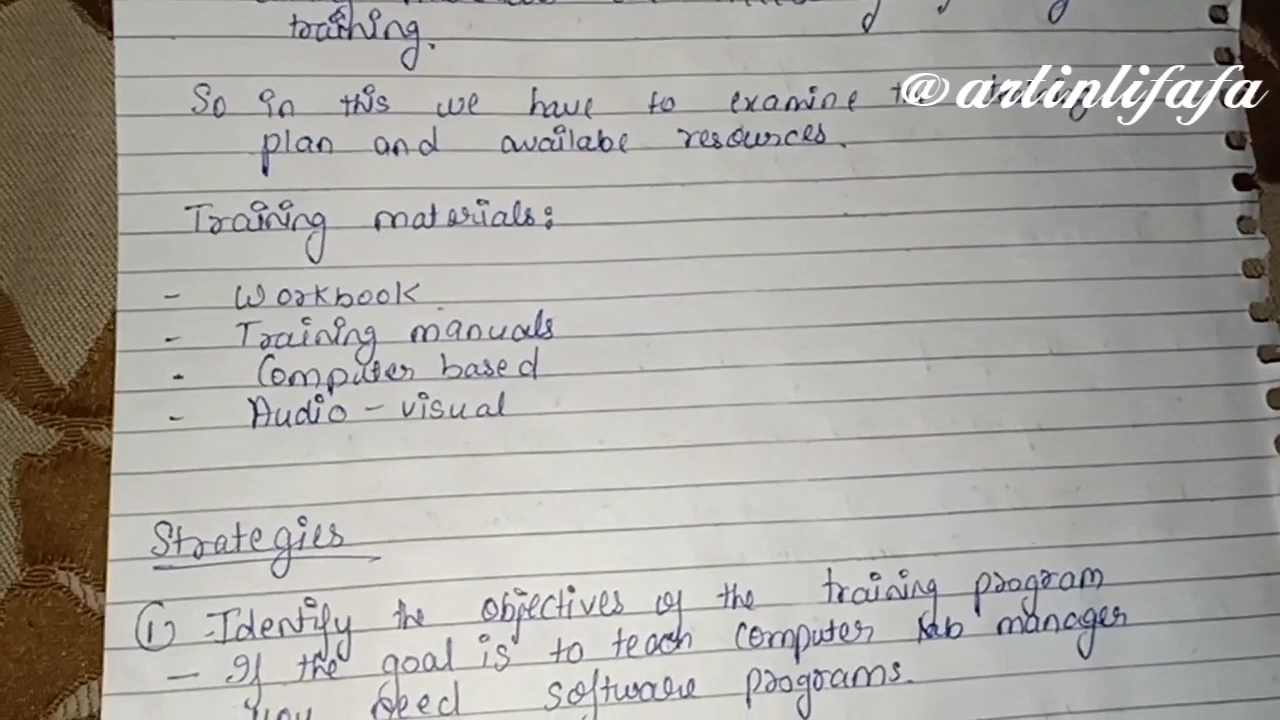 training.
@artinlifafa
So in this we have to examine
plan and availabe resources.
Training materials:
- Workbook
- Training manuals
- Computer based
- Audio - visual
Strategies
① Identify the objectives of the training program
- If the goal is to teach computer lab manager
you need software programs.